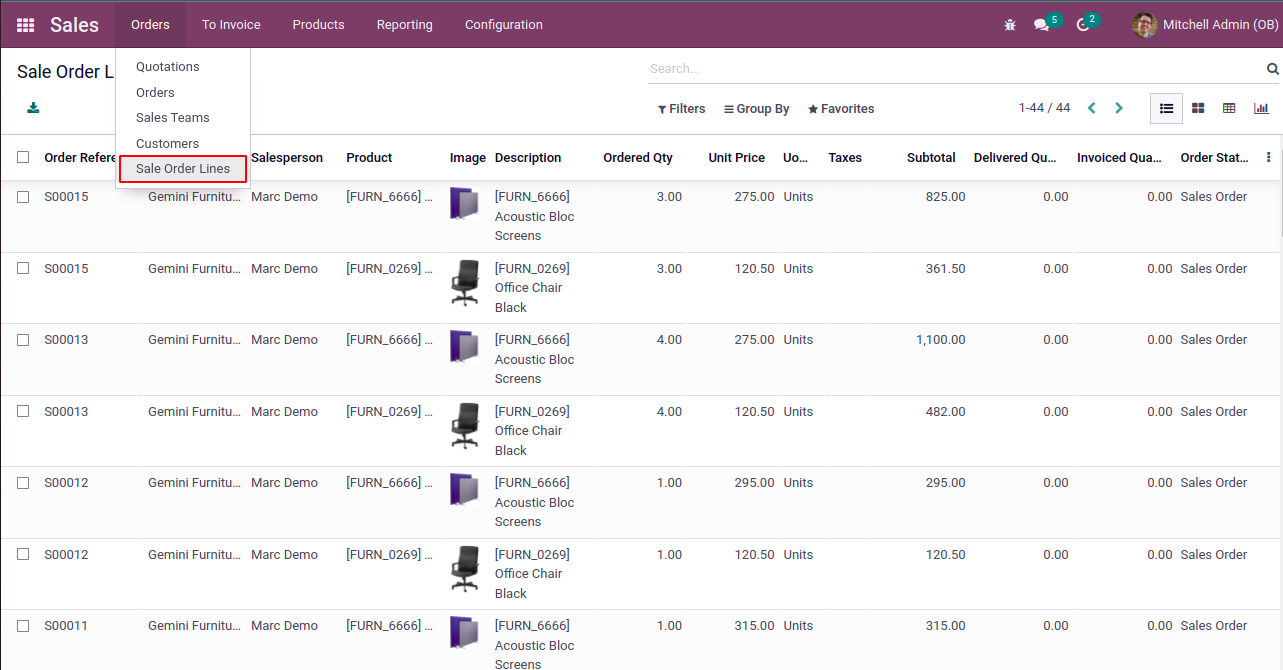 Sales Orders To Invoice Products Reporting Configuration 5 2 Mitchell Admin (OB)
Sale Order L
Search...
Quotations
Orders
Sales Teams
Customers
Sale Order Lines
Filters Group By Favorites 1-44 / 44
Order Refere Salesperson Product Image Description Ordered Qty Unit Price Uo... Taxes Subtotal Delivered Qu... Invoiced Qua... Order Stat...
S00015 Gemini Furnitu... Marc Demo [FURN_6666] ... [FURN_6666] 3.00 275.00 Units 825.00 0.00 0.00 Sales Order
Acoustic Bloc
Screens
S00015 Gemini Furnitu... Marc Demo [FURN_0269] ... [FURN_0269] 3.00 120.50 Units 361.50 0.00 0.00 Sales Order
Office Chair
Black
S00013 Gemini Furnitu... Marc Demo [FURN_6666] ... [FURN_6666] 4.00 275.00 Units 1,100.00 0.00 0.00 Sales Order
Acoustic Bloc
Screens
S00013 Gemini Furnitu... Marc Demo [FURN_0269] ... [FURN_0269] 4.00 120.50 Units 482.00 0.00 0.00 Sales Order
Office Chair
Black
S00012 Gemini Furnitu... Marc Demo [FURN_6666] ... [FURN_6666] 1.00 295.00 Units 295.00 0.00 0.00 Sales Order
Acoustic Bloc
Screens
S00012 Gemini Furnitu... Marc Demo [FURN_0269] ... [FURN_0269] 1.00 120.50 Units 120.50 0.00 0.00 Sales Order
Office Chair
Black
S00011 Gemini Furnitu... Marc Demo [FURN_6666] ... [FURN_6666] 1.00 315.00 Units 315.00 0.00 0.00 Sales Order
Acoustic Bloc
Screens